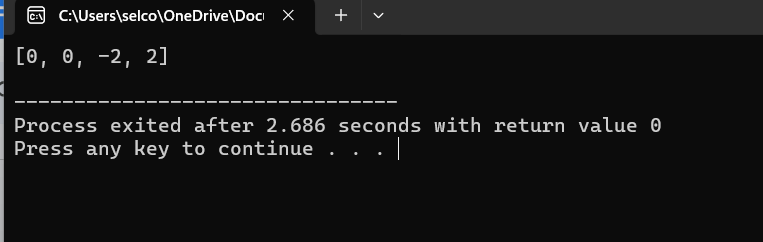 C:\Users\selco\OneDrive\Doc
[0, 0, -2, 2]
--------------------------------
Process exited after 2.686 seconds with return value 0
Press any key to continue . . .